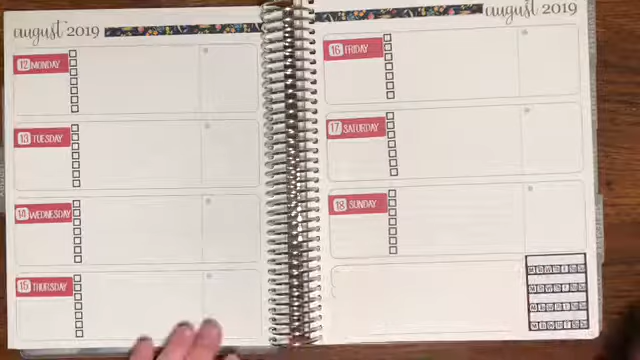 august 2019
12 MONDAY
13 TUESDAY
14 WEDNESDAY
15 THURSDAY
august 2019
16 FRIDAY
17 SATURDAY
18 SUNDAY